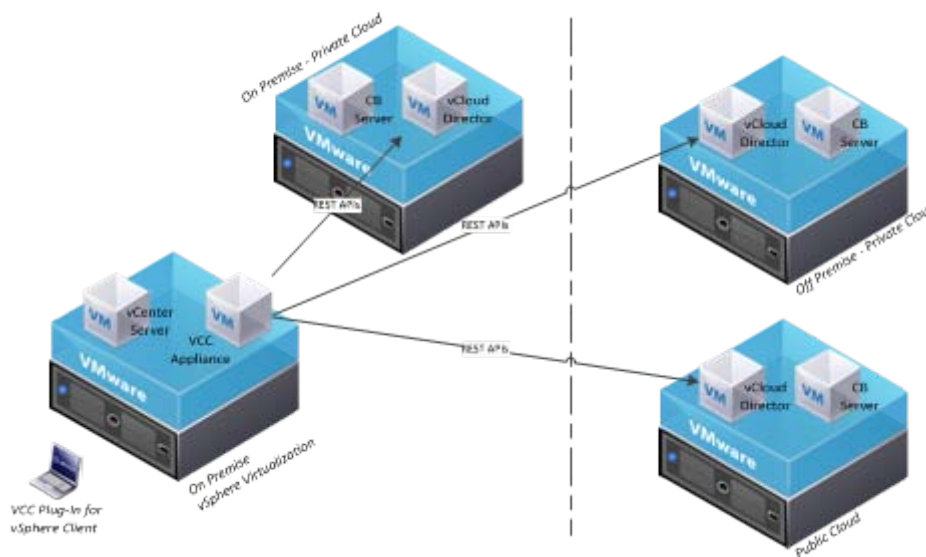 On Premise - Private Cloud
VM
CB
Server
VM
vCloud
Director
VMware
REST APIs
VM
vCloud
Director
CB
Server
VMware
Off Premise - Private Cloud
REST APIs
VM
vCenter
Server
VM
VCC
Appliance
VMware
On Premise
vSphere Virtualization
VCC Plug-In for
vSphere Client
REST APIs
VM
vCloud
Director
VM
CB
Server
VMware
Public Cloud